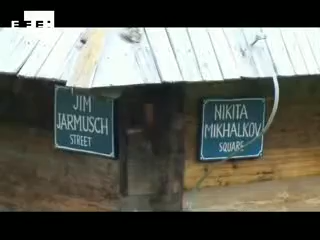 EFE:
JIM
JARMUSCH
STREET
NIKITA
MIKHALKOV
SQUARE